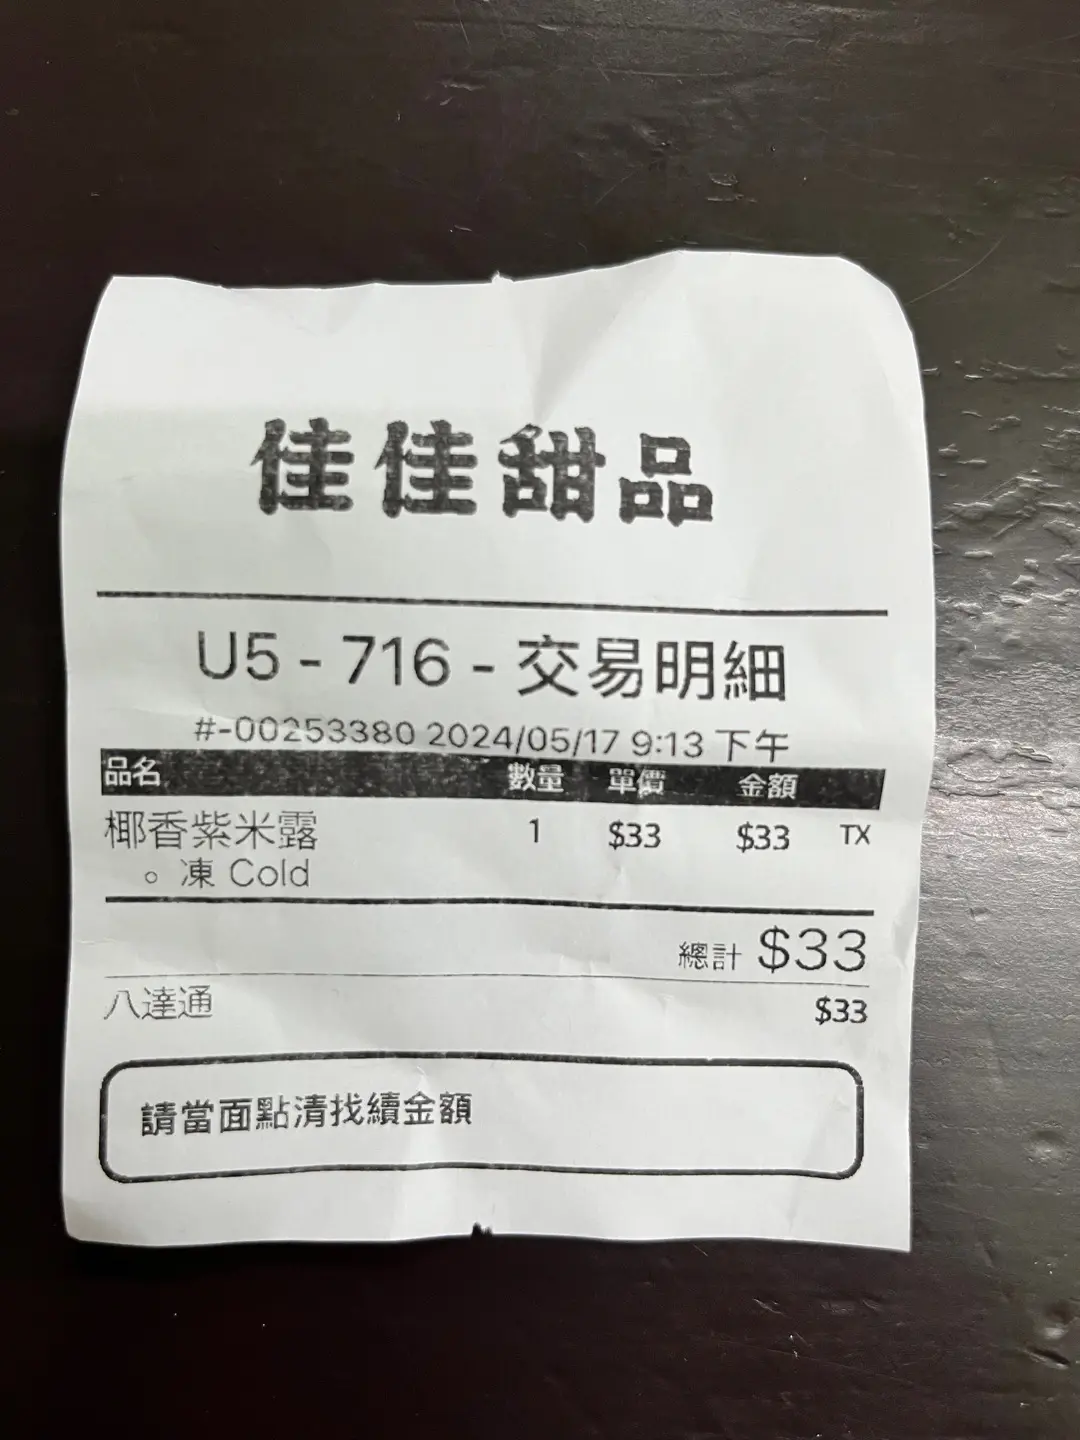 佳佳甜品
U5 - 716 - 交易明細
#-00253380 2024/05/17 9:13 下午
品名 數量 單價 金額
椰香紫米露 1 $33 $33 TX
。凍 Cold
總計 $33
八達通 $33
請當面點清找續金額